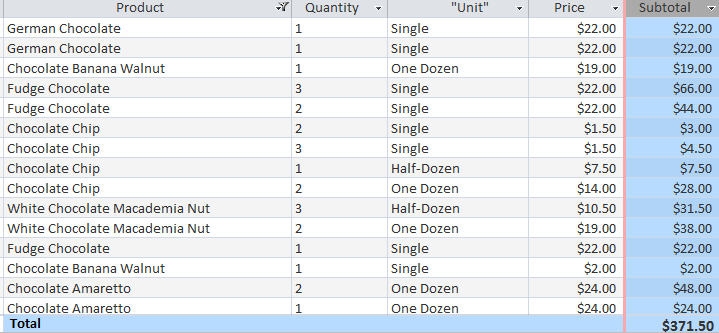 Product Quantity "Unit" Price Subtotal
German Chocolate 1 Single $22.00 $22.00
German Chocolate 1 Single $22.00 $22.00
Chocolate Banana Walnut 1 One Dozen $19.00 $19.00
Fudge Chocolate 3 Single $22.00 $66.00
Fudge Chocolate 2 Single $22.00 $44.00
Chocolate Chip 2 Single $1.50 $3.00
Chocolate Chip 3 Single $1.50 $4.50
Chocolate Chip 1 Half-Dozen $7.50 $7.50
Chocolate Chip 2 One Dozen $14.00 $28.00
White Chocolate Macademia Nut 3 Half-Dozen $10.50 $31.50
White Chocolate Macademia Nut 2 One Dozen $19.00 $38.00
Fudge Chocolate 1 Single $22.00 $22.00
Chocolate Banana Walnut 1 Single $2.00 $2.00
Chocolate Amaretto 2 One Dozen $24.00 $48.00
Chocolate Amaretto 1 One Dozen $24.00 $24.00
Total $371.50